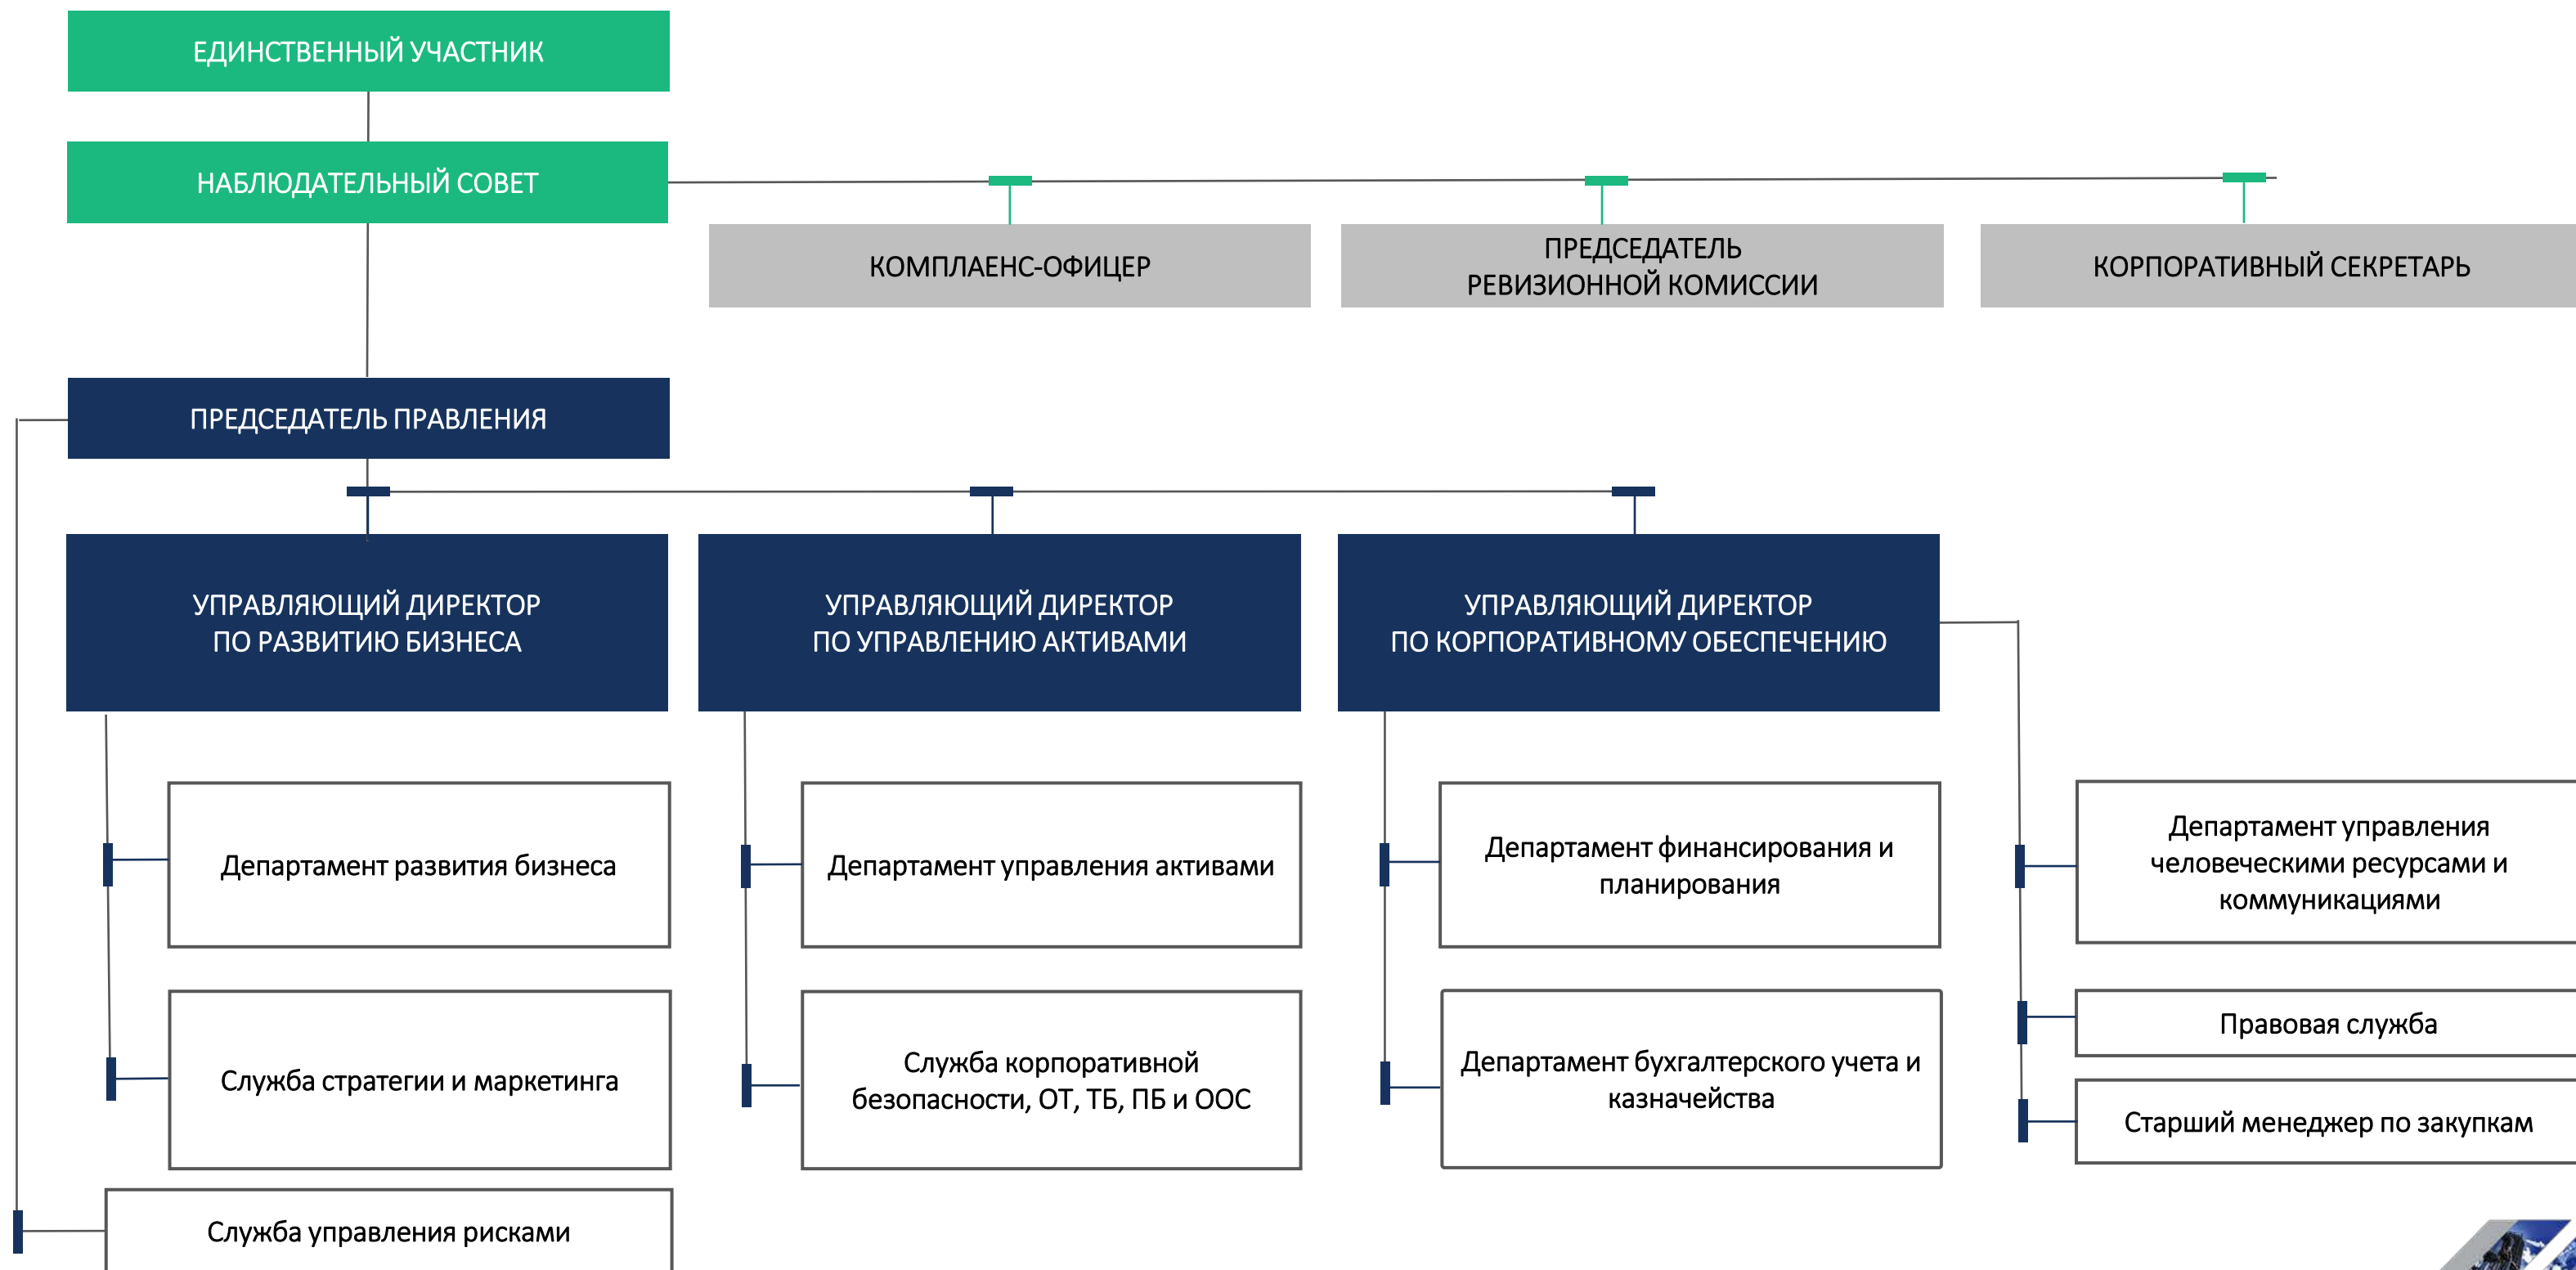 ЕДИНСТВЕННЫЙ УЧАСТНИК
НАБЛЮДАТЕЛЬНЫЙ СОВЕТ
КОМПЛАЕНС-ОФИЦЕР
ПРЕДСЕДАТЕЛЬ
РЕВИЗИОННОЙ КОМИССИИ
КОРПОРАТИВНЫЙ СЕКРЕТАРЬ
ПРЕДСЕДАТЕЛЬ ПРАВЛЕНИЯ
УПРАВЛЯЮЩИЙ ДИРЕКТОР
ПО РАЗВИТИЮ БИЗНЕСА
УПРАВЛЯЮЩИЙ ДИРЕКТОР
ПО УПРАВЛЕНИЮ АКТИВАМИ
УПРАВЛЯЮЩИЙ ДИРЕКТОР
ПО КОРПОРАТИВНОМУ ОБЕСПЕЧЕНИЮ
Департамент развития бизнеса
Департамент управления активами
Департамент финансирования и
планирования
Департамент управления
человеческими ресурсами и
коммуникациями
Служба стратегии и маркетинга
Служба корпоративной
безопасности, ОТ, ТБ, ПБ и ООС
Департамент бухгалтерского учета и
казначейства
Правовая служба
Старший менеджер по закупкам
Служба управления рисками